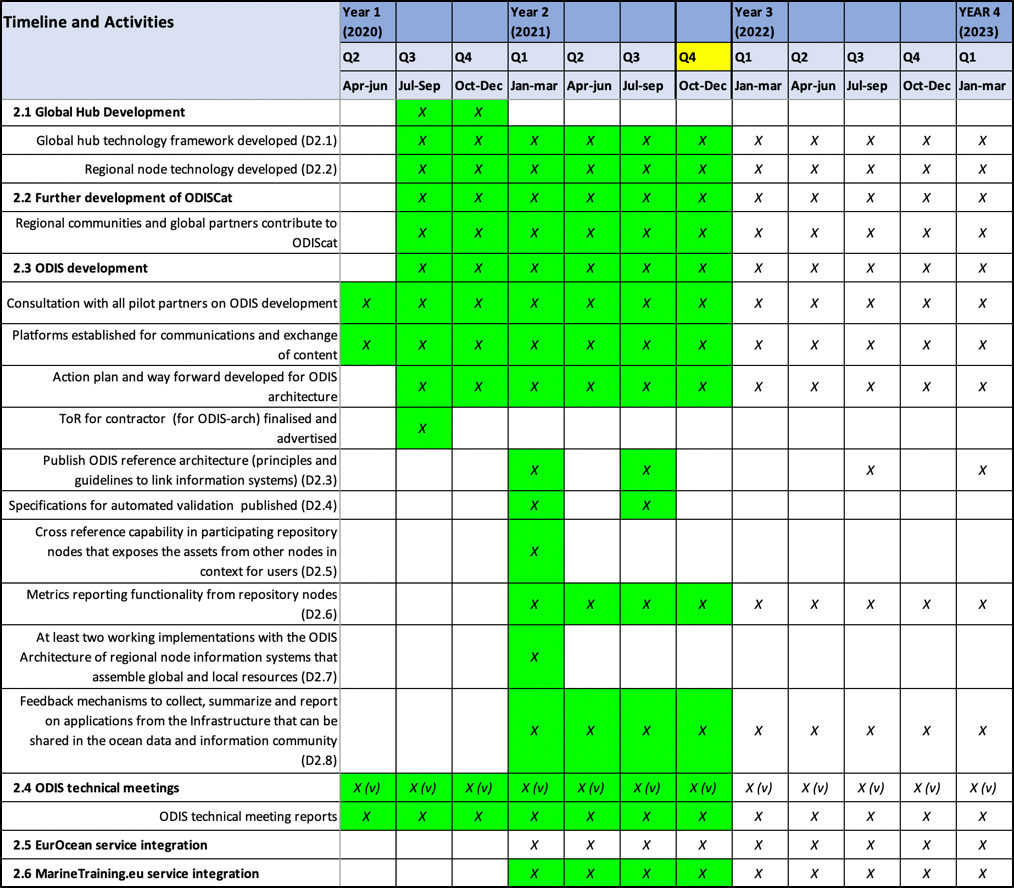 Timeline and Activities
Year 1 (2020) Year 2 (2021) Year 3 (2022) YEAR 4 (2023)
Q2 Q3 Q4 Q1 Q2 Q3 Q4 Q1 Q2 Q3 Q4 Q1
Apr-jun Jul-Sep Oct-Dec Jan-mar Apr-jun Jul-sep Oct-Dec Jan-mar Apr-jun Jul-sep Oct-Dec Jan-mar
2.1 Global Hub Development X X
Global hub technology framework developed (D2.1) X X X X X X X X X X X
Regional node technology developed (D2.2) X X X X X X X X X X X
2.2 Further development of ODISCat X X X X X X X X X X X
Regional communities and global partners contribute to
ODIScat X X X X X X X X X X X
2.3 ODIS development X X X X X X X X X X X
Consultation with all pilot partners on ODIS development X X X X X X X X X X X X
Platforms established for communications and exchange
of content X X X X X X X X X X X X
Action plan and way forward developed for ODIS
architecture X X X X X X X X X X X
ToR for contractor (for ODIS-arch) finalised and
advertised X
Publish ODIS reference architecture (principles and
guidelines to link information systems) (D2.3) X X X X
Specifications for automated validation published (D2.4) X X
Cross reference capability in participating repository
nodes that exposes the assets from other nodes in
context for users (D2.5) X
Metrics reporting functionality from repository nodes
(D2.6) X X X X X X X X X
At least two working implementations with the ODIS
Architecture of regional node information systems that
assemble global and local resources (D2.7) X
Feedback mechanisms to collect, summarize and report
on applications from the Infrastructure that can be
shared in the ocean data and information community
(D2.8) X X X X X X X X X
2.4 ODIS technical meetings X (v) X (v) X (v) X (v) X (v) X (v) X (v) X (v) X (v) X (v) X (v) X (v)
ODIS technical meeting reports X X X X X X X X X X X X
2.5 EurOcean service integration X X X X X X X X X
2.6 MarineTraining.eu service integration X X X X X X X X X